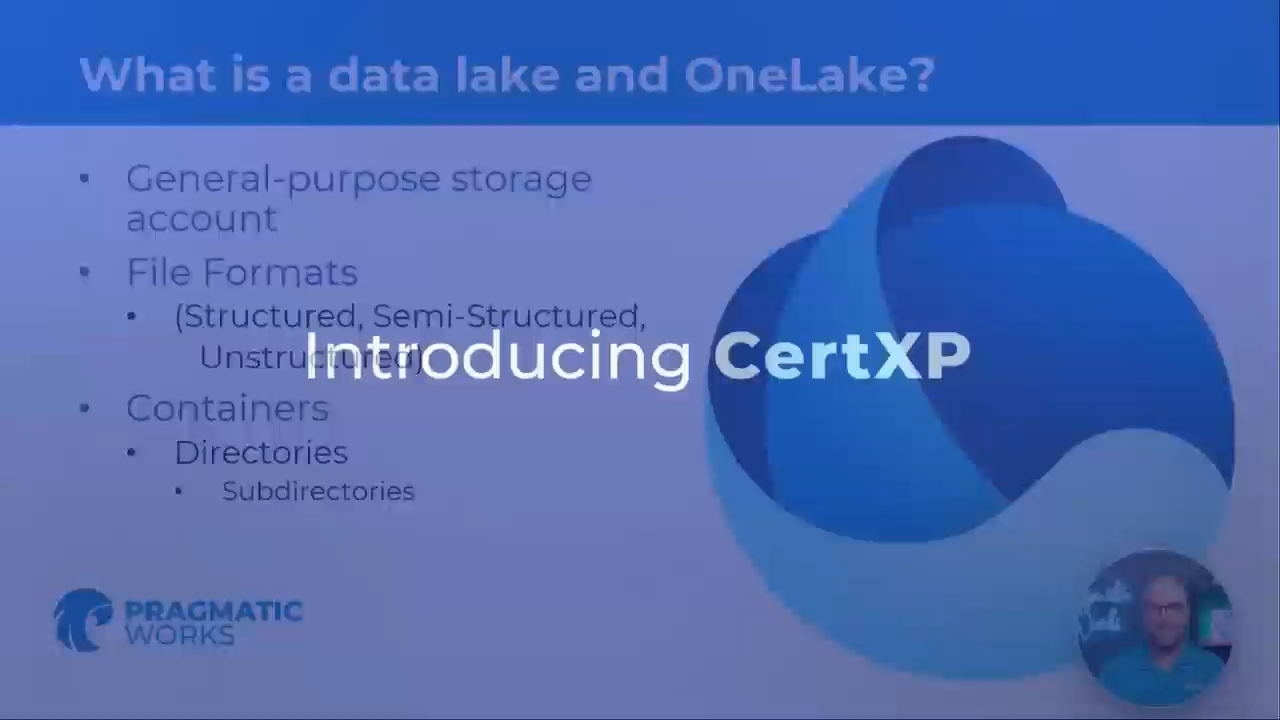 What is a data lake and OneLake?
• General-purpose storage
account
• File Formats
• (Structured, Semi-Structured,
Unstructured)
Introducing CertXP
• Containers
• Directories
• Subdirectories
PRAGMATIC
WORKS